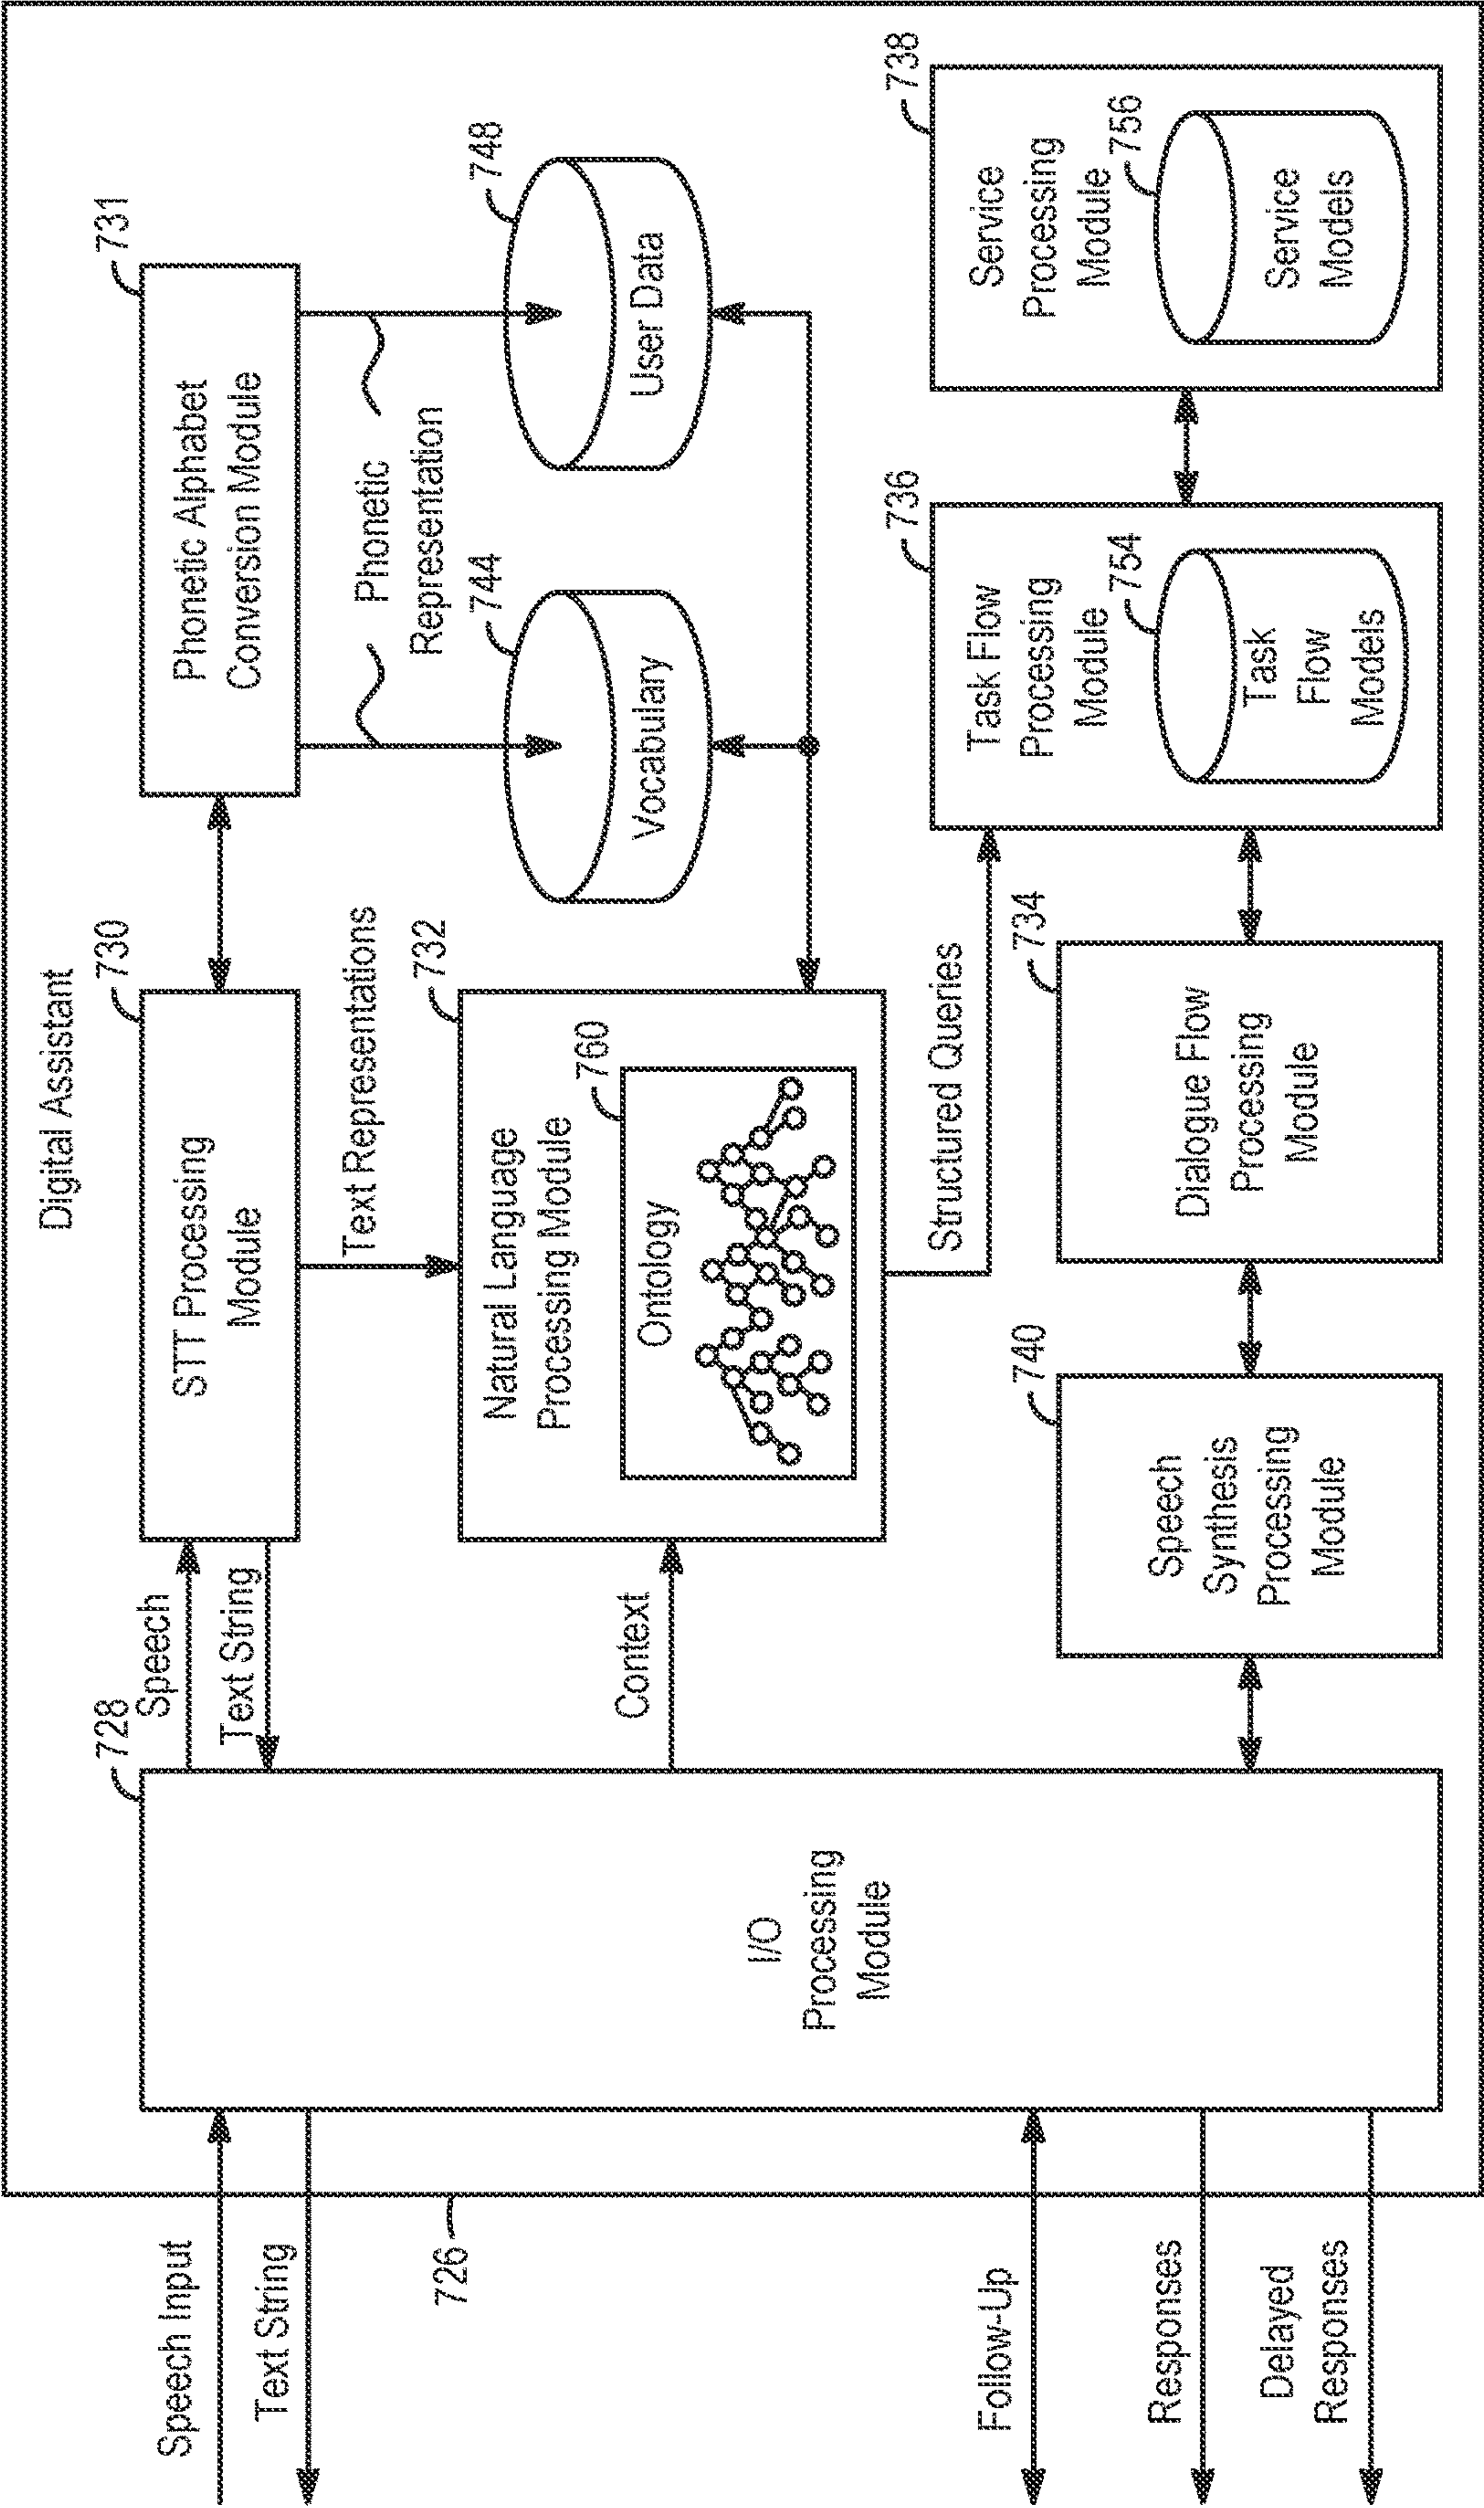 Digital Assistant
726
Speech Input
Text String
Follow-Up
Responses
Delayed
Responses
728
I/O
Processing
Module
Speech
Text String
Context
730
STT Processing
Module
731
Phonetic Alphabet
Conversion Module
Text Representations
Phonetic
Representation
732
Natural Language
Processing Module
760
Ontology
744
Vocabulary
748
User Data
Structured Queries
740
Speech
Synthesis
Processing
Module
734
Dialogue Flow
Processing
Module
736
Task Flow
Processing
Module
754
Task
Flow
Models
738
Service
Processing
Module
756
Service
Models